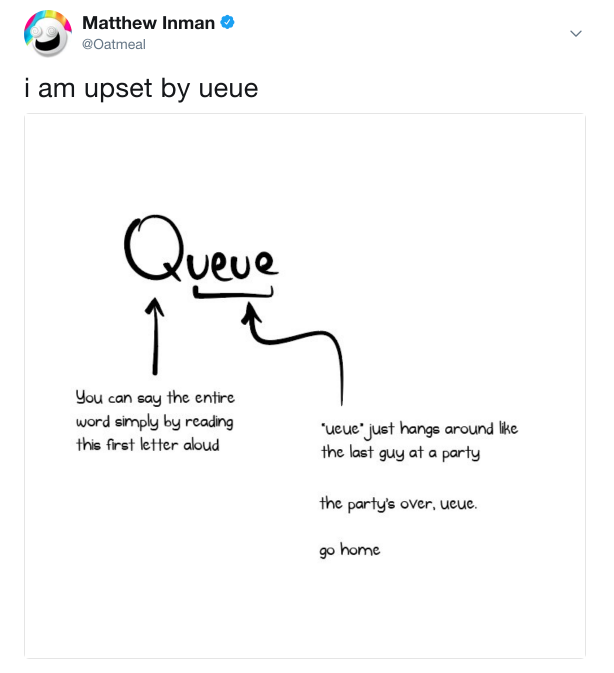 Matthew Inman
@Oatmeal
i am upset by ueue
Queue
You can say the entire
word simply by reading
this first letter aloud
"ueue" just hangs around like
the last guy at a party
the party's over, ueue.
go home